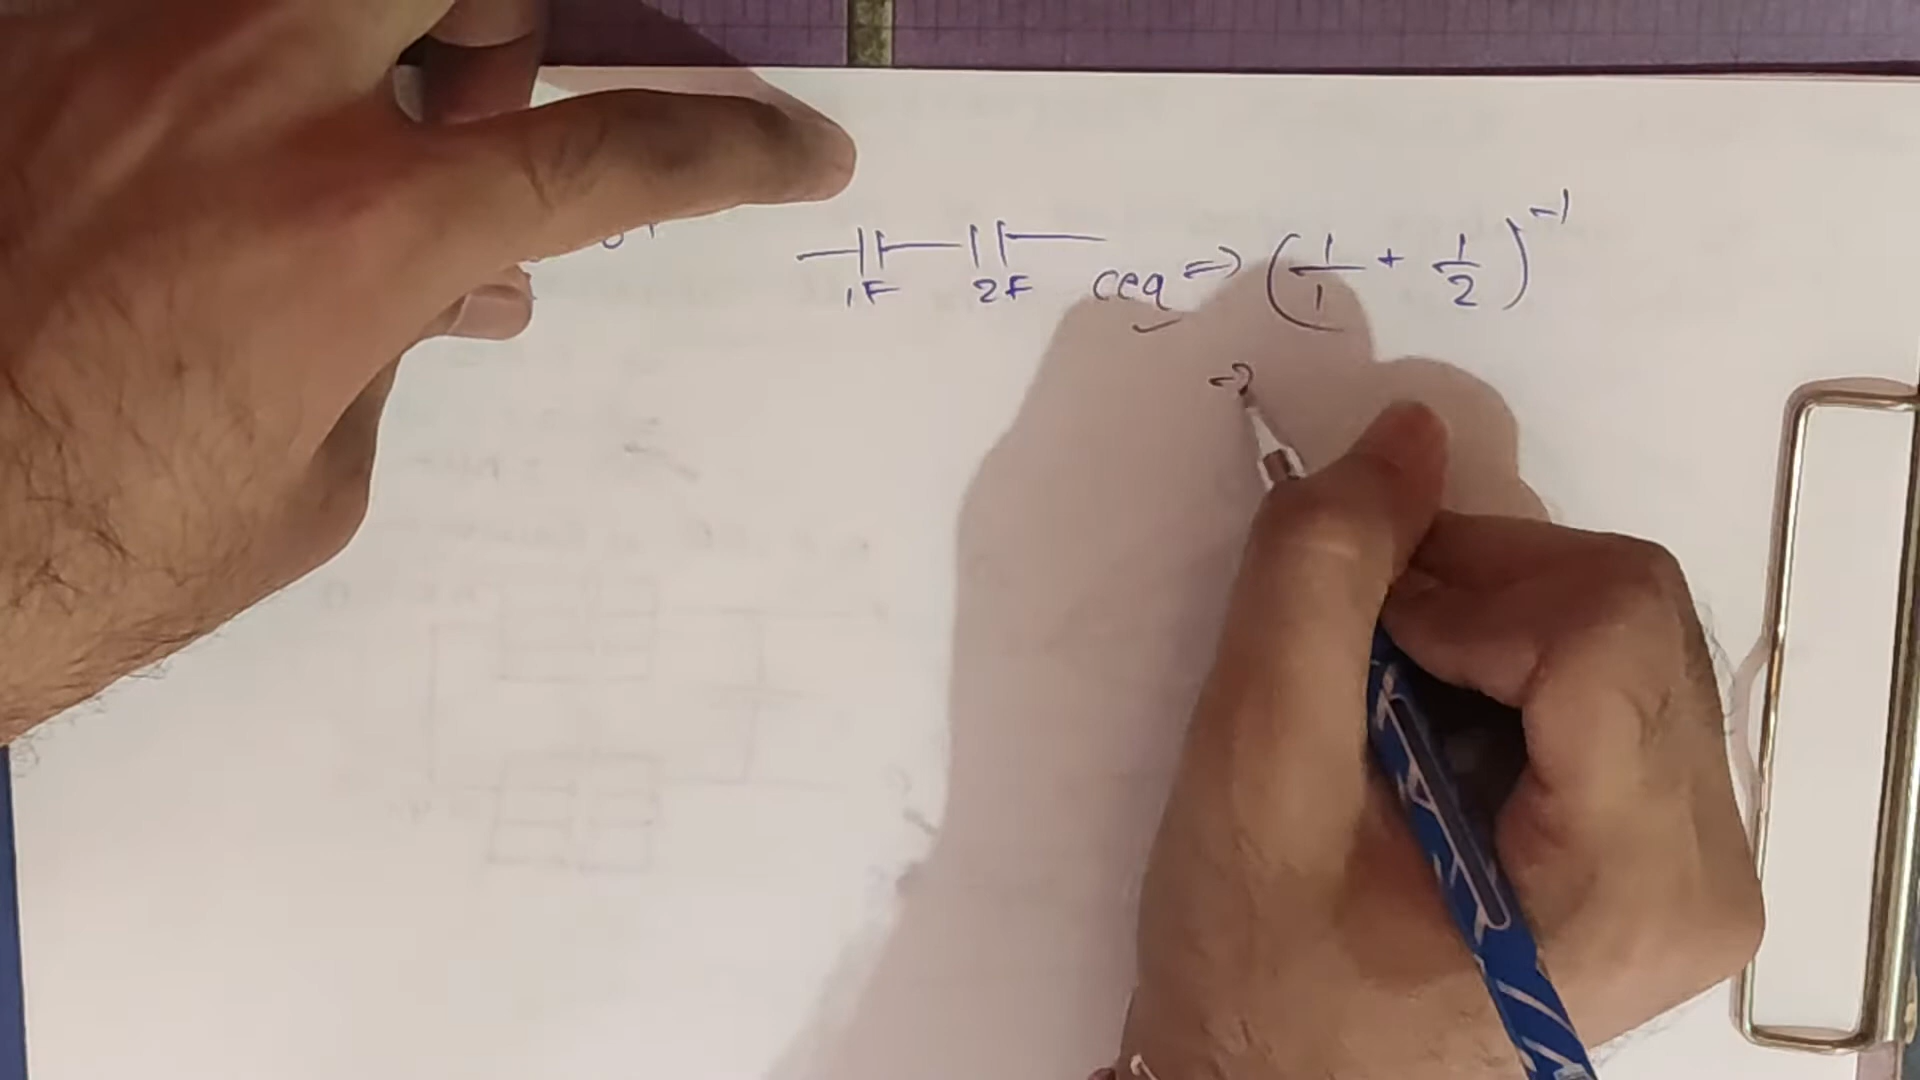 1F 2F Ceq => (1/1 + 1/2)^-1